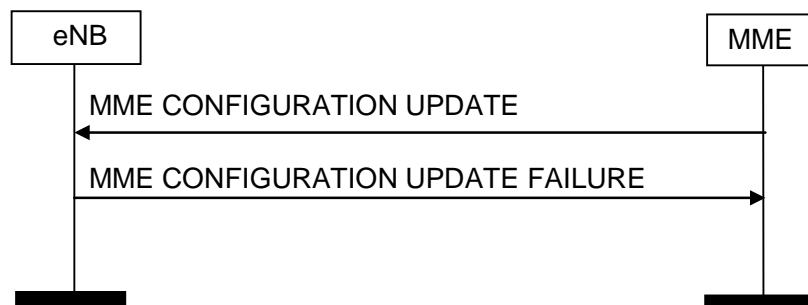 eNB
MME
MME CONFIGURATION UPDATE
MME CONFIGURATION UPDATE FAILURE